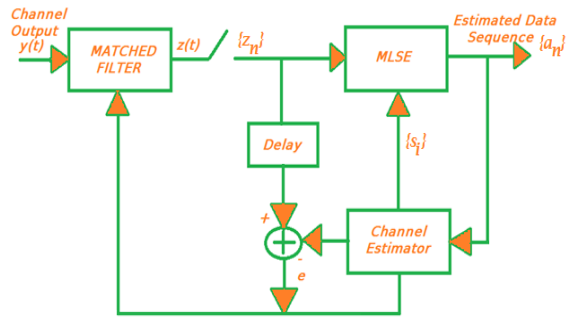 Channel
Output
y(t)
MATCHED
FILTER
z(t)
{zn}
MLSE
Estimated Data
Sequence
{an}
Delay
{si}
+
Channel
Estimator
-
e